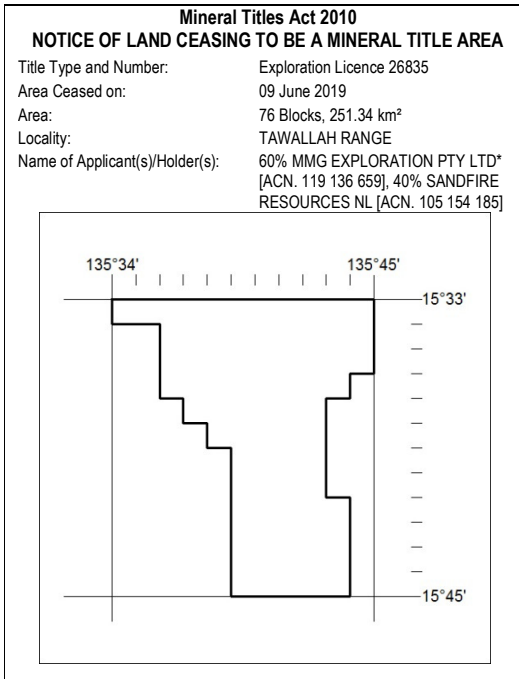 Mineral Titles Act 2010
NOTICE OF LAND CEASING TO BE A MINERAL TITLE AREA
Title Type and Number: Exploration Licence 26835
Area Ceased on: 09 June 2019
Area: 76 Blocks, 251.34 km²
Locality: TAWALLAH RANGE
Name of Applicant(s)/Holder(s): 60% MMG EXPLORATION PTY LTD*
[ACN. 119 136 659], 40% SANDFIRE
RESOURCES NL [ACN. 105 154 185]
135°34' 135°45'
15°33'
15°45'